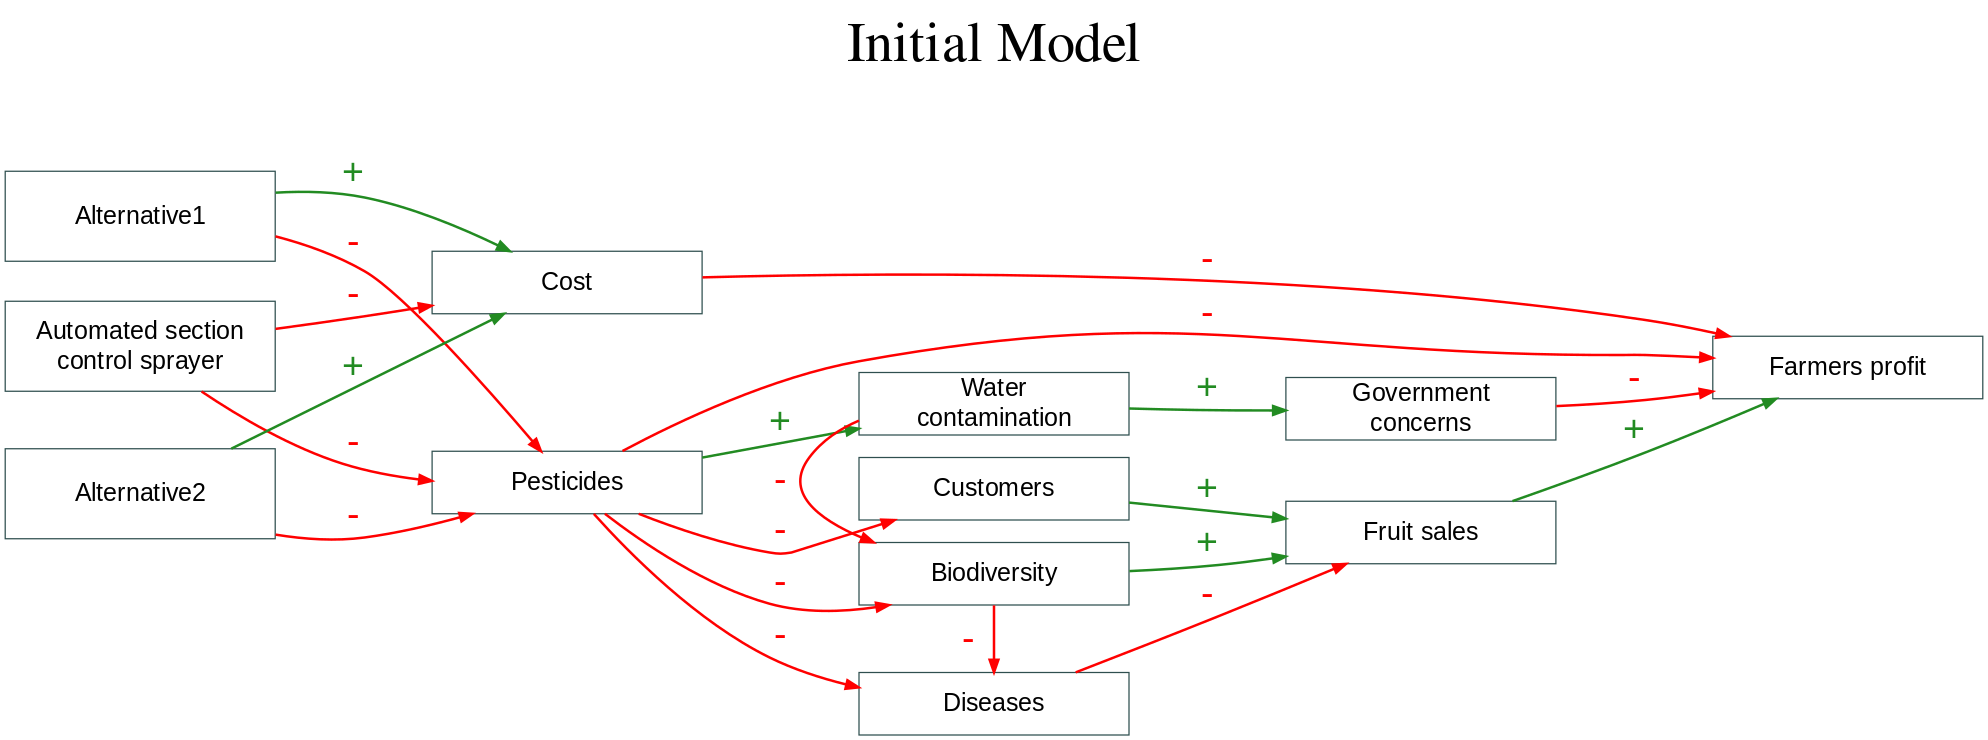 Initial Model
Alternative1
Automated section
control sprayer
Alternative2
+
-
-
+
-
-
Cost
Pesticides
+
-
-
-
-
-
-
Water
contamination
Customers
Biodiversity
-
Diseases
+
+
+
-
Government
concerns
Fruit sales
-
+
Farmers profit